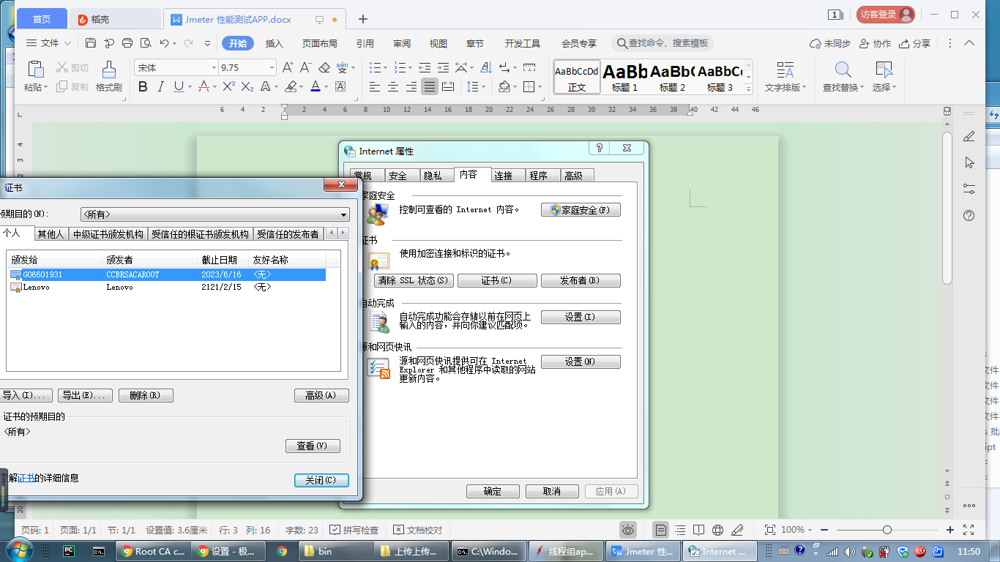 首页
稻壳
Jmeter 性能测试APP.docx
1
访客登录
文件
开始
插入
页面布局
引用
审阅
视图
章节
开发工具
会员专享
查找命令、搜索模板
未同步
协作
分享
粘贴
剪切
复制
格式刷
宋体
9.75
AaBbCcDd
正文
AaBb
标题 1
AaBb(
标题 2
AaBbC
标题 3
文字排版
查找替换
选择
6 4 2 2 4 6 8 10 12 14 16 18 20 22 24 26 28 30 32 34 36 38 40 42 44 46
Internet 属性
常规
安全
隐私
内容
连接
程序
高级
家庭安全
控制可查看的 Internet 内容。
家庭安全(F)
证书
使用加密连接和标识的证书。
清除 SSL 状态(S)
证书(C)
发布者(B)
自动完成
自动完成功能会存储以前在网页上
输入的内容，并向你建议匹配项。
设置(I)
源和网页快讯
源和网页快讯提供可在 Internet
Explorer 和其他程序中读取的网站
更新内容。
设置(N)
确定
取消
应用(A)
证书
预期目的(N):
<所有>
个人
其他人
中级证书颁发机构
受信任的根证书颁发机构
受信任的发布者
颁发给
颁发者
截止日期
友好名称
G06601931
CCBRSACAROOT
2023/6/16
<无>
Lenovo
Lenovo
2121/2/15
<无>
导入(I)...
导出(E)...
删除(R)
高级(A)
证书的预期目的
<所有>
查看(V)
了解证书的详细信息
关闭(C)
文件
文件
文件
文件
s 批
ript
页码: 1
页面: 1/1
节: 1/1
设置值: 3.6厘米
行: 3
列: 16
字数: 23
拼写检查
文档校对
100%
Root CA c...
设置 - 极...
bin
上传上传...
C:\Windo...
线程组ap...
Jmeter 性...
Internet ...
11:50